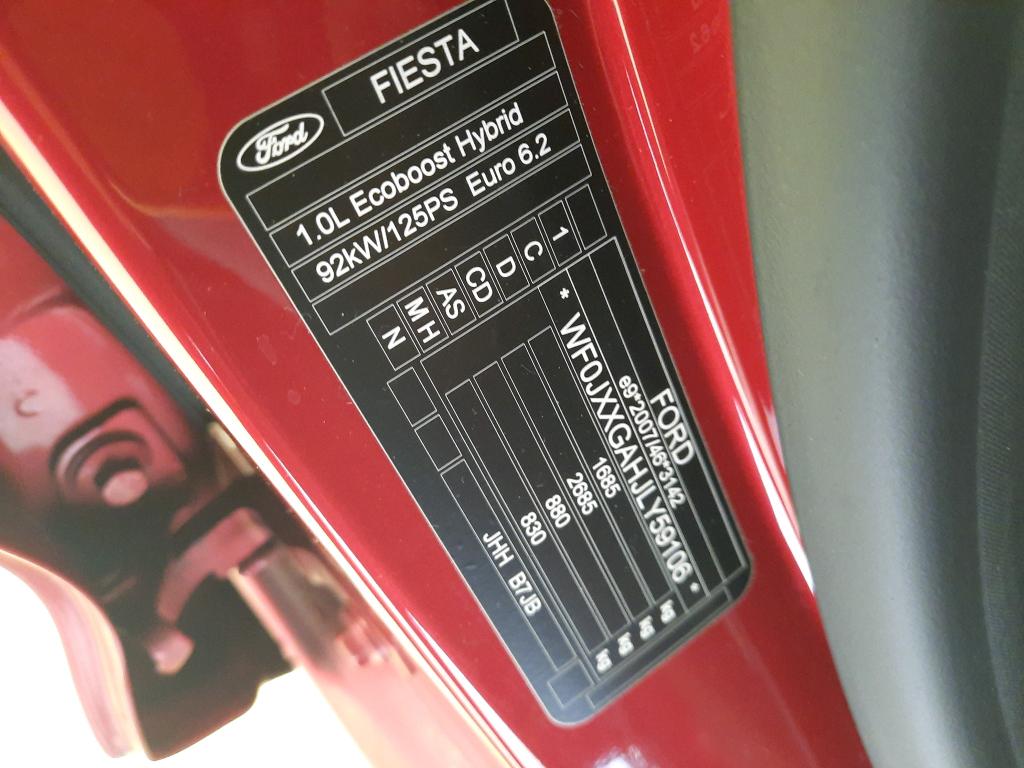 Ford
FIESTA
1.0L Ecoboost Hybrid
92kW/125PS Euro 6.2
FORD
e9*2007/46*3142
* WF0JXXGAHJLY59106 *
1685 kg
2685 kg
880 kg
830 kg
JHH B7JB
1
C
D
CD
AS
M H
N